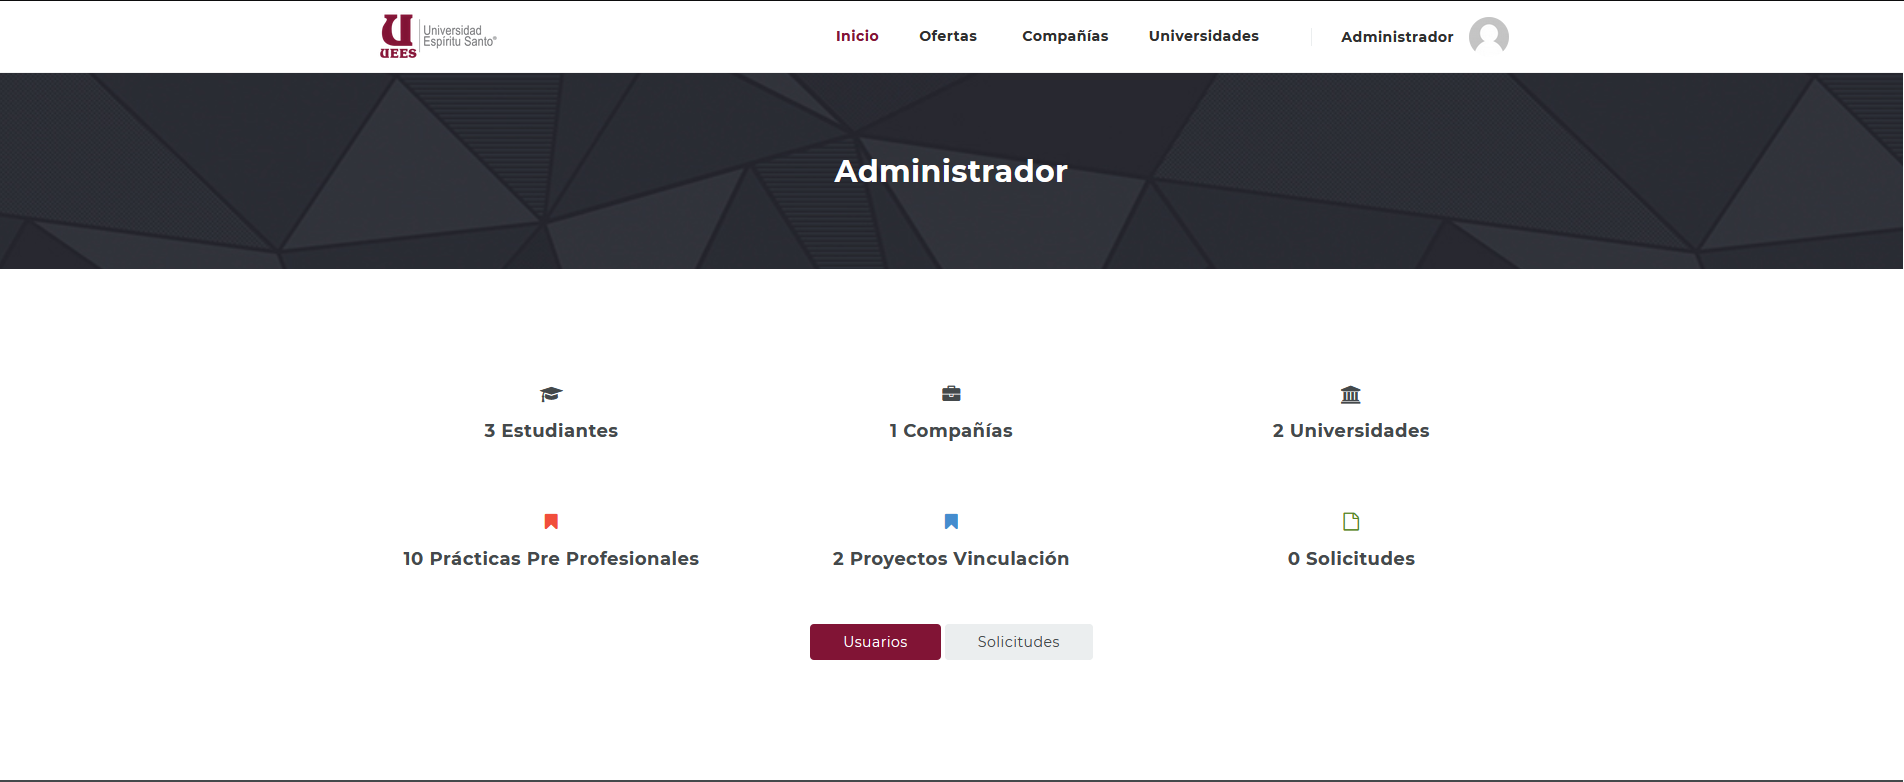 UEES
Universidad
Espíritu Santo®
Inicio Ofertas Compañías Universidades Administrador
Administrador
3 Estudiantes 1 Compañías 2 Universidades
10 Prácticas Pre Profesionales 2 Proyectos Vinculación 0 Solicitudes
Usuarios Solicitudes